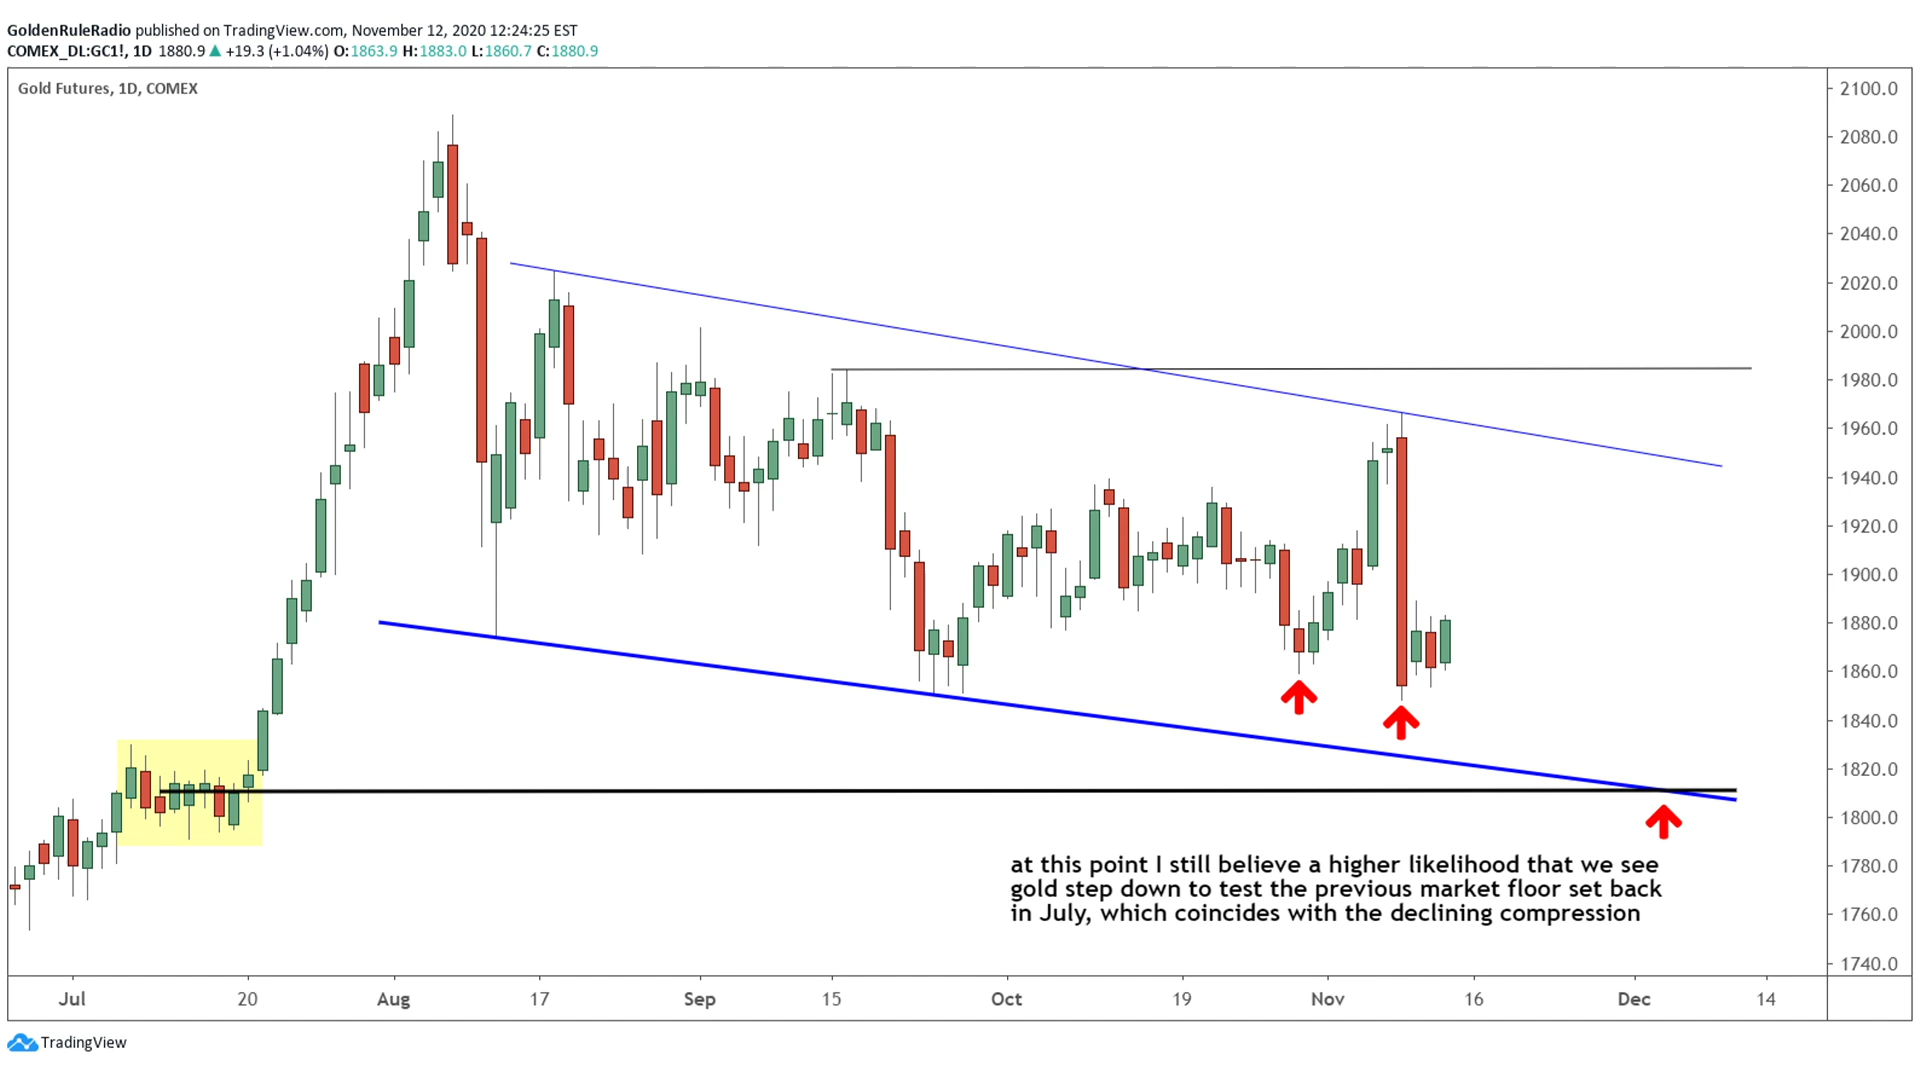 GoldenRuleRadio published on TradingView.com, November 12, 2020 12:24:25 EST
COMEX_DL:GC1!, 1D 1880.9 ▲ +19.3 (+1.04%) O:1863.9 H:1883.0 L:1860.7 C:1880.9
Gold Futures, 1D, COMEX
2100.0
2080.0
2060.0
2040.0
2020.0
2000.0
1980.0
1960.0
1940.0
1920.0
1900.0
1880.0
1860.0
1840.0
1820.0
1800.0
1780.0
1760.0
1740.0
at this point I still believe a higher likelihood that we see
gold step down to test the previous market floor set back
in July, which coincides with the declining compression
Jul 20 Aug 17 Sep 15 Oct 19 Nov 16 Dec 14
TradingView